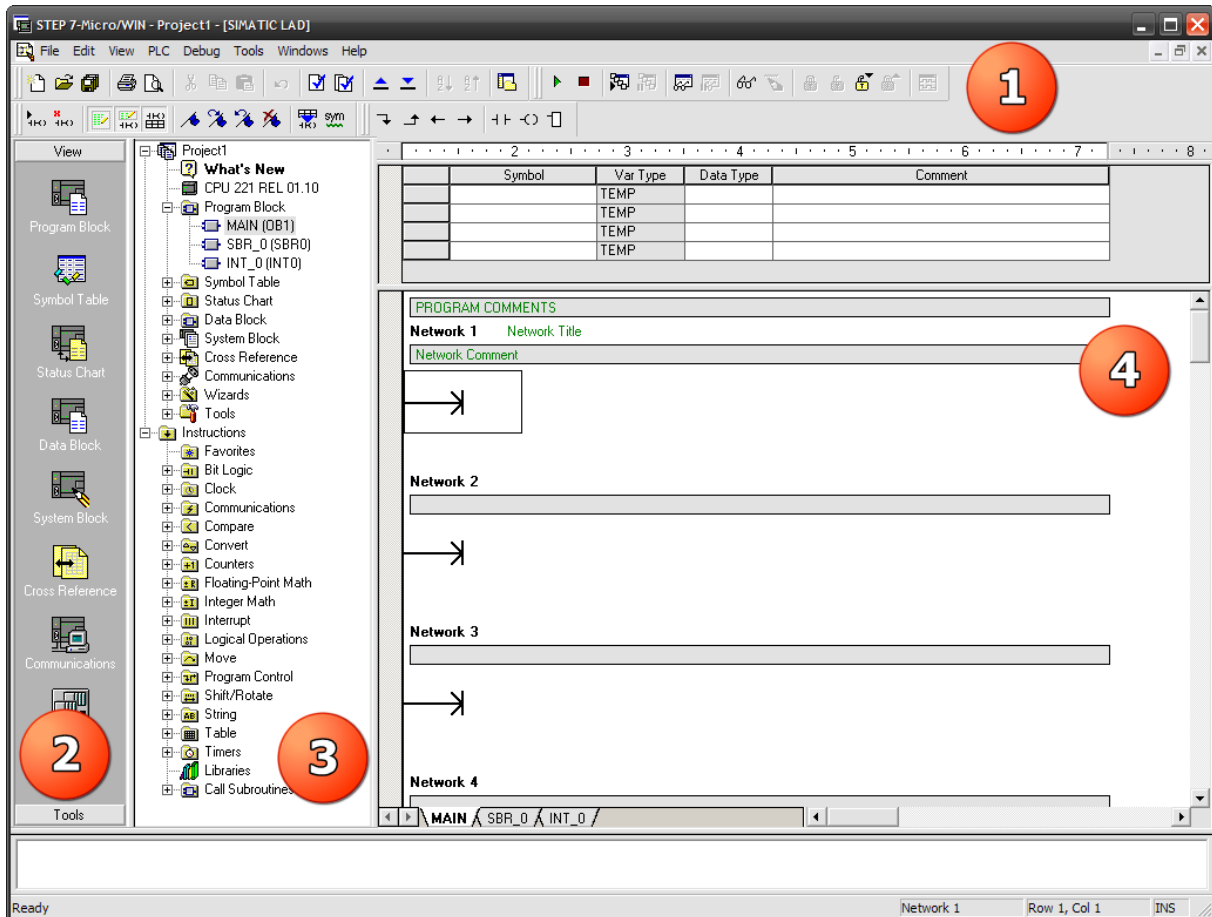 STEP 7-Micro/WIN - Project1 - [SIMATIC LAD]
File Edit View PLC Debug Tools Windows Help
1
sym
View
Program Block
Symbol Table
Status Chart
Data Block
System Block
Cross Reference
Communications
2
Tools
Project1
What's New
CPU 221 REL 01.10
Program Block
MAIN (OB1)
SBR_0 (SBR0)
INT_0 (INT0)
Symbol Table
Status Chart
Data Block
System Block
Cross Reference
Communications
Wizards
Tools
Instructions
Favorites
Bit Logic
Clock
Communications
Compare
Convert
Counters
Floating-Point Math
Integer Math
Interrupt
Logical Operations
Move
Program Control
Shift/Rotate
String
Table
Timers
Libraries
Call Subroutines
3
2 3 4 5 6 7 8
Symbol Var Type Data Type Comment
TEMP
TEMP
TEMP
TEMP
PROGRAM COMMENTS
Network 1 Network Title
Network Comment
4
Network 2
Network 3
Network 4
MAIN SBR_0 INT_0
Ready Network 1 Row 1, Col 1 INS